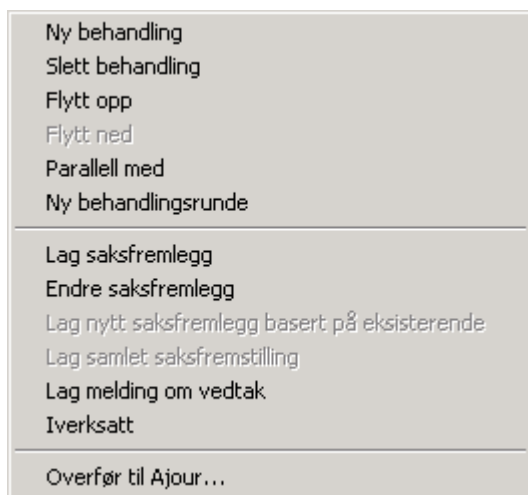 Ny behandling
Slett behandling
Flytt opp
Flytt ned
Parallell med
Ny behandlingsrunde
Lag saksfremlegg
Endre saksfremlegg
Lag nytt saksfremlegg basert på eksisterende
Lag samlet saksfremstilling
Lag melding om vedtak
Iverksatt
Overfør til Ajour...